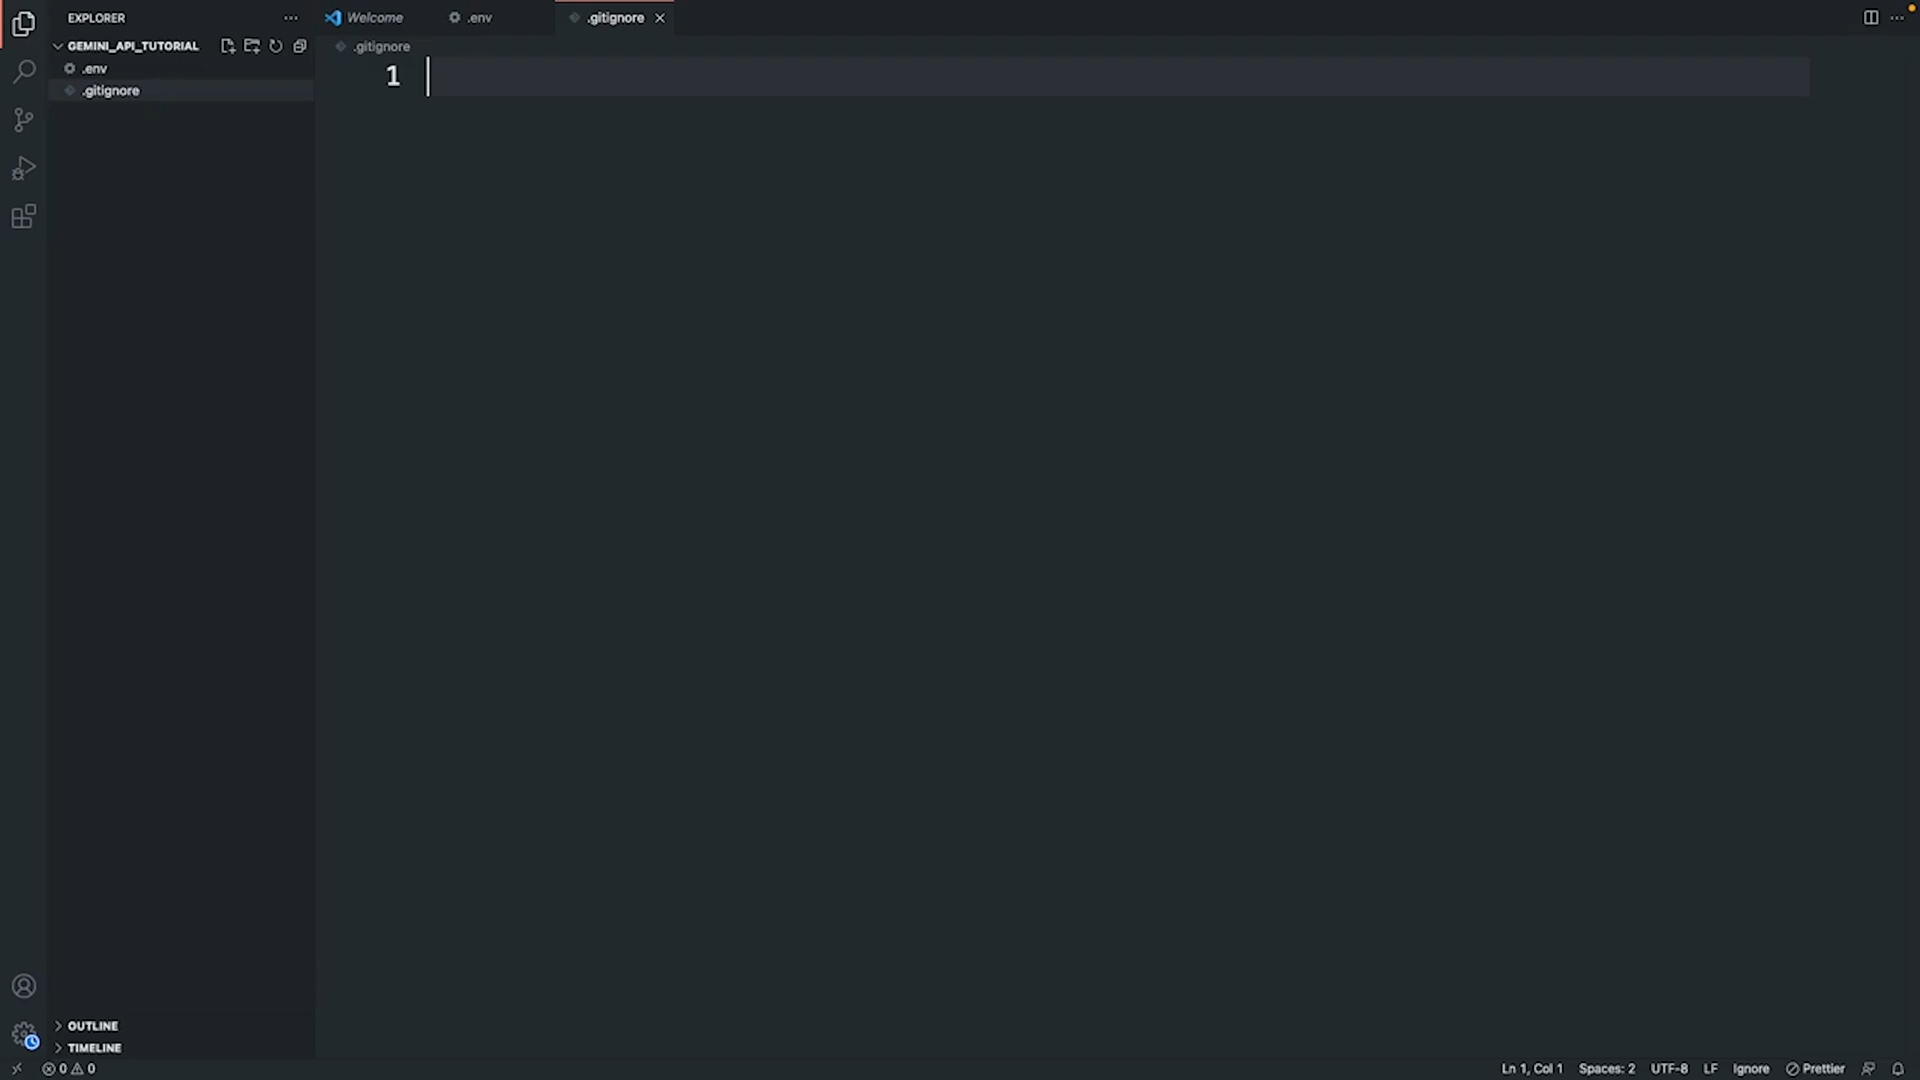 EXPLORER
Welcome
.env
.gitignore
GEMINI_API_TUTORIAL
.env
.gitignore
.gitignore
1
OUTLINE
TIMELINE
0 0
Ln 1, Col 1 Spaces: 2 UTF-8 LF Ignore Prettier